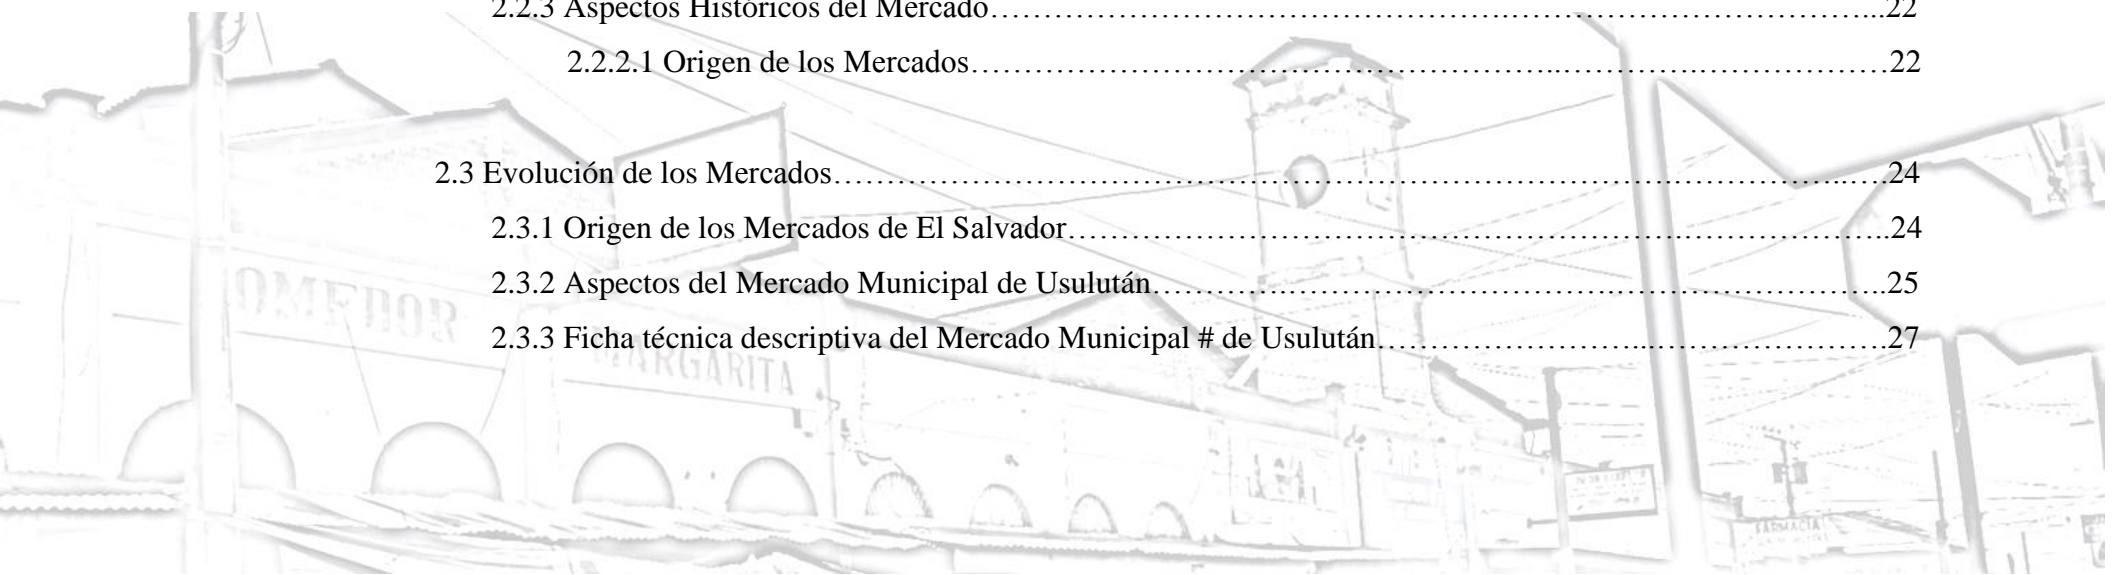 2.2.3 Aspectos Históricos del Mercado……………………………………………………………………………...22
2.2.2.1 Origen de los Mercados……………………………………………………………………………22
2.3 Evolución de los Mercados………………………………………………………………………………….…..24
2.3.1 Origen de los Mercados de El Salvador…………………………………………………………………….24
2.3.2 Aspectos del Mercado Municipal de Usulután……………………………………………………………..25
2.3.3 Ficha técnica descriptiva del Mercado Municipal # de Usulután……………………...……………………27
OMEDOR
MARGARITA
FARMACIA